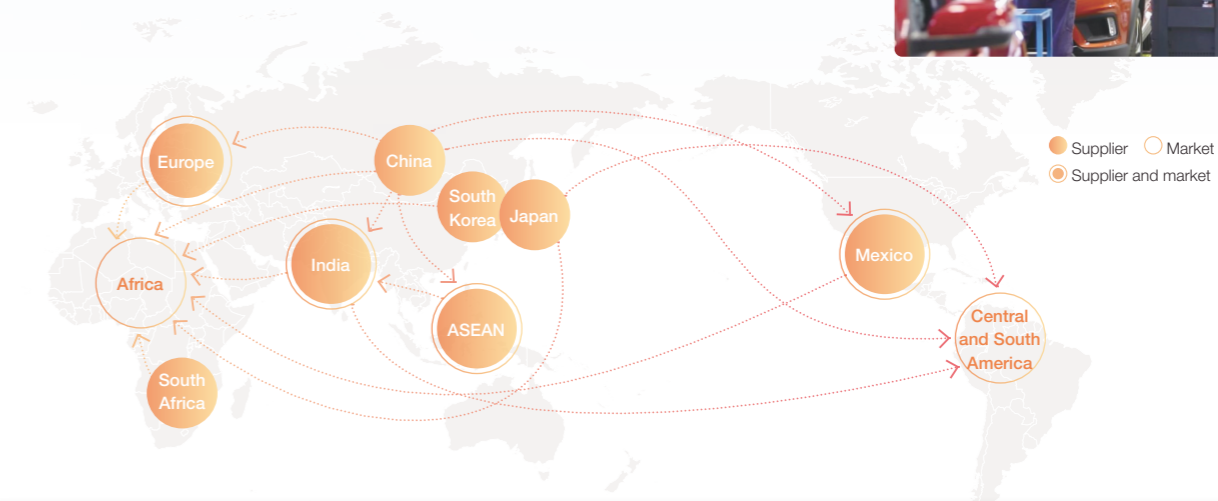 Supplier
Market
Supplier and market
Europe
China
South
Korea
Japan
India
Mexico
Africa
ASEAN
Central
and South
America
South
Africa